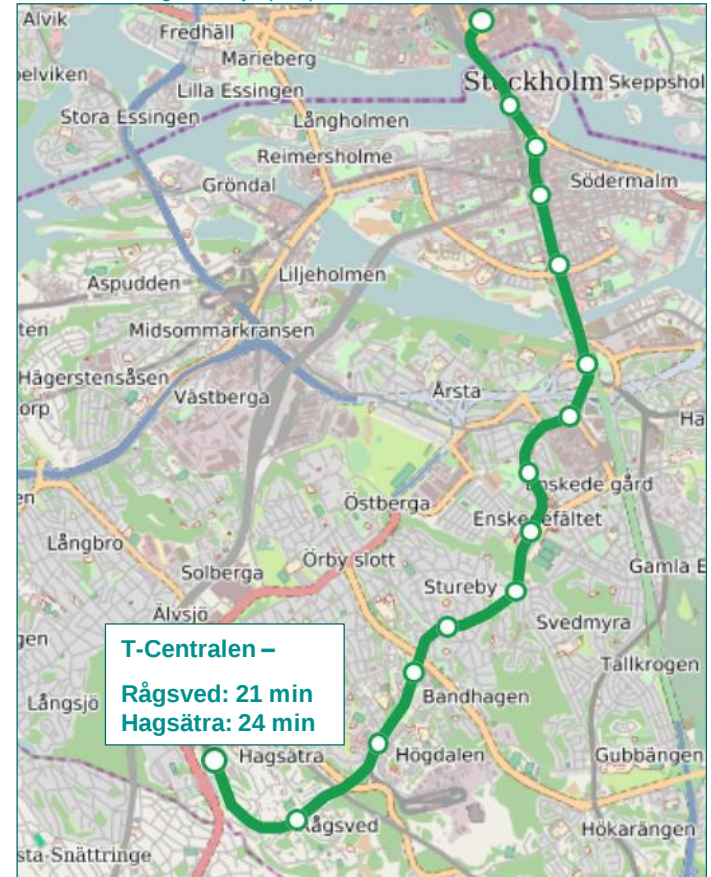 Alvik
Fredhäll
Marieberg
Stockholm
Skeppshol
elviken
Lilla Essingen
Stora Essingen
Långholmen
Reimersholme
Gröndal
Södermalm
Aspudden
Liljeholmen
ten
Midsommarkransen
Hägerstensåsen
Västberga
Årsta
orp
Ha
Östberga
Enskede gård
en
Enskedefältet
Långbro
Örby slott
Solberga
Gamla E
Stureby
Älvsjö
Svedmyra
gen
T-Centralen –
Rågsved: 21 min
Hagsätra: 24 min
Tallkrogen
Långsjö
Bandhagen
Hagsätra
Högdalen
Gubbängen
Rågsved
Hökarängen
sta-Snättringe